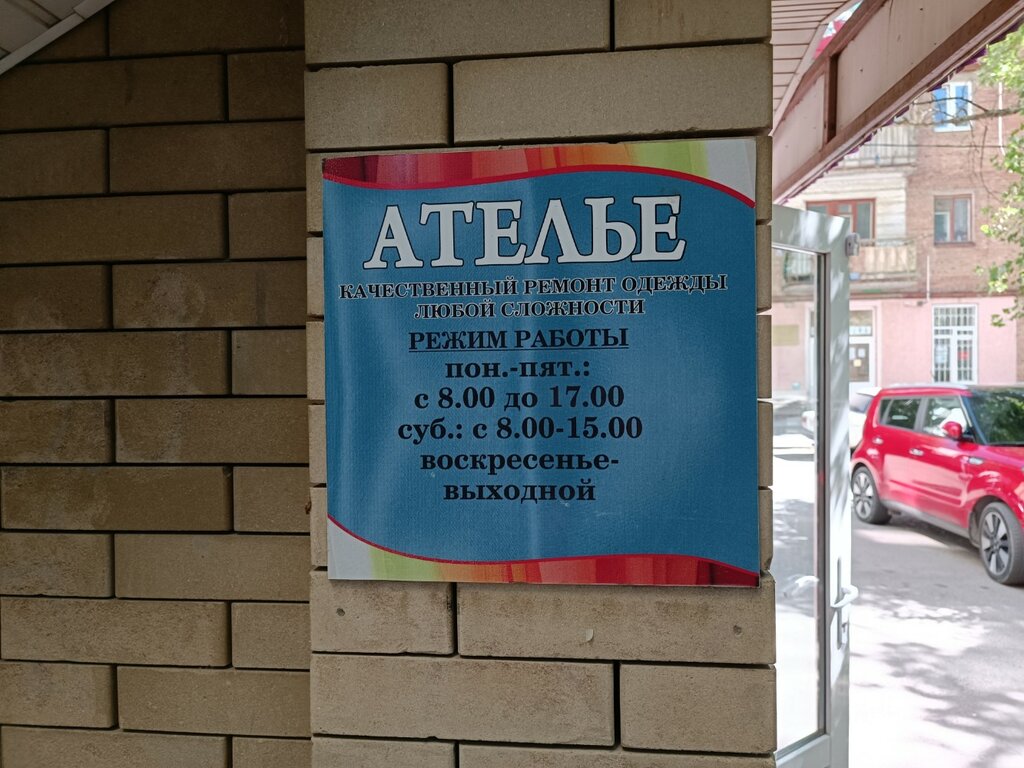 АТЕЛЬЕ
КАЧЕСТВЕННЫЙ РЕМОНТ ОДЕЖДЫ
ЛЮБОЙ СЛОЖНОСТИ
РЕЖИМ РАБОТЫ
пон.-пят.:
с 8.00 до 17.00
суб.: с 8.00-15.00
воскресенье-
выходной